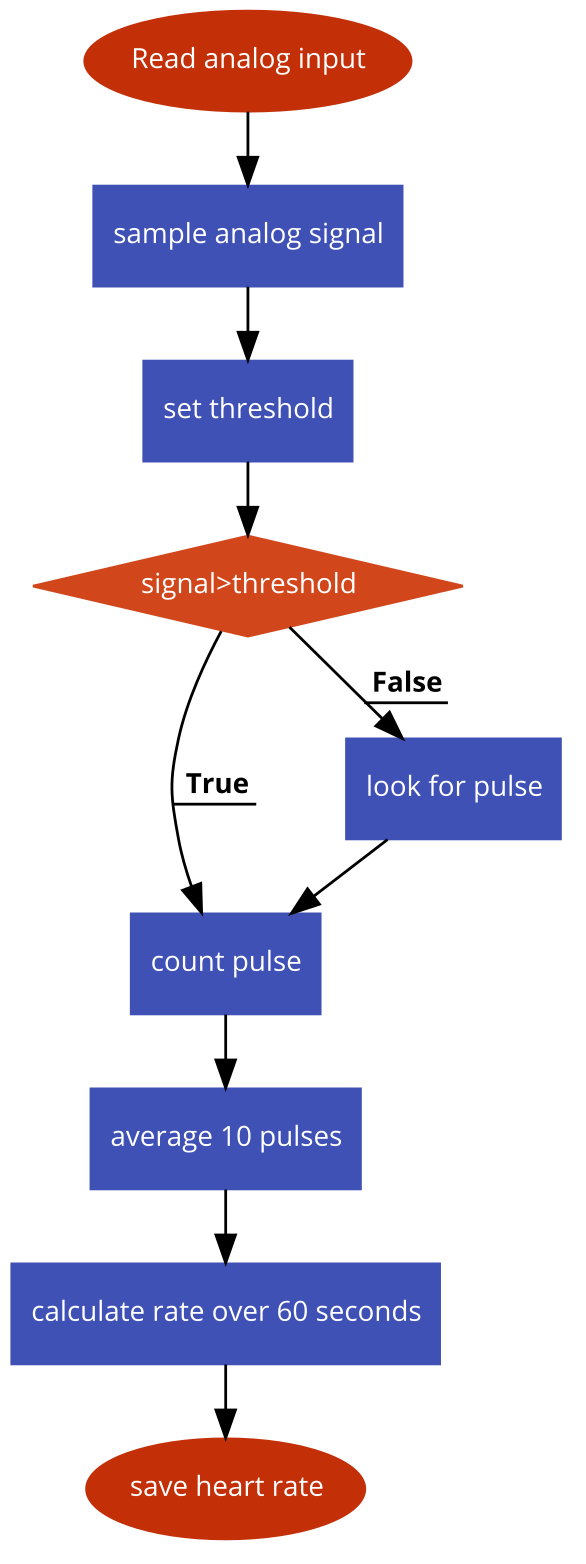 Read analog input
sample analog signal
set threshold
signal>threshold
False
True
look for pulse
count pulse
average 10 pulses
calculate rate over 60 seconds
save heart rate